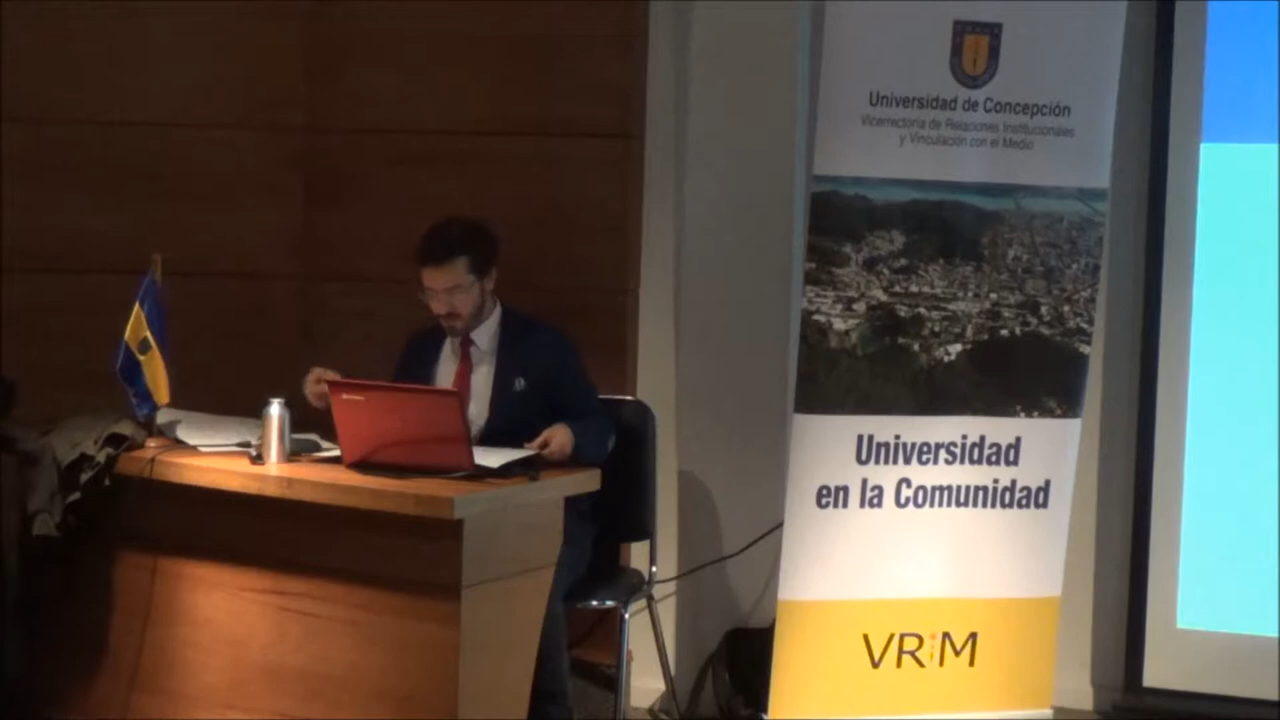 Universidad de Concepción
Vicerrectoría de Relaciones Institucionales
y Vinculación con el Medio
Universidad
en la Comunidad
VRiM